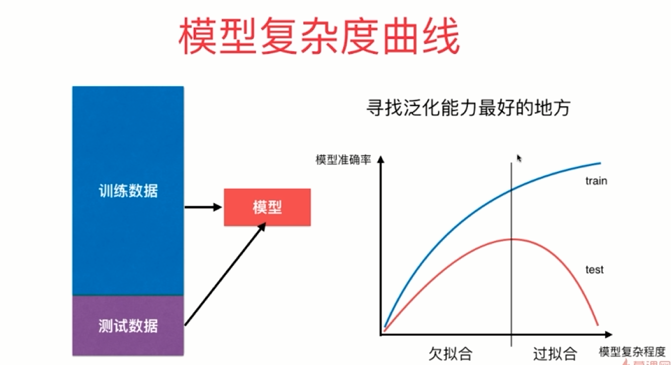 模型复杂度曲线
寻找泛化能力最好的地方
训练数据
模型
测试数据
模型准确率
train
test
欠拟合
过拟合
模型复杂程度